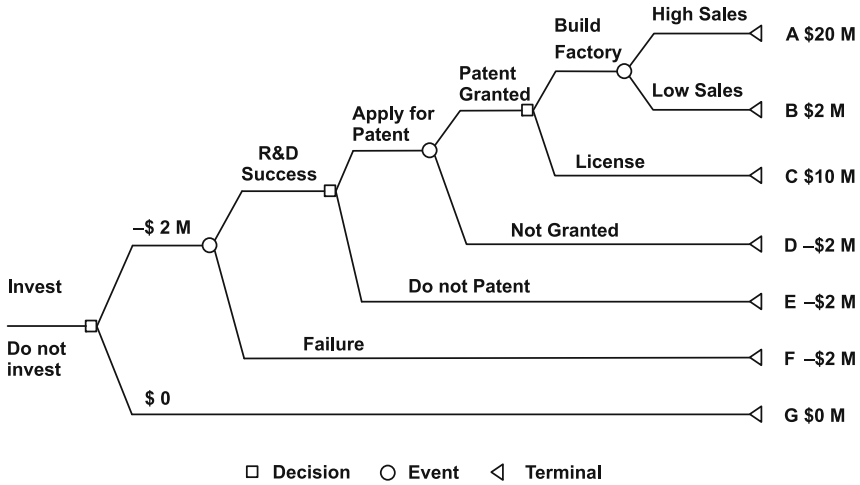 High Sales
A $20 M
Build
Factory
Patent
Granted
Low Sales
B $2 M
Apply for
Patent
R&D
Success
License
C $10 M
–$ 2 M
Not Granted
D –$2 M
Invest
Do not Patent
E –$2 M
Do not
invest
Failure
F –$2 M
$ 0
G $0 M
Decision
Event
Terminal